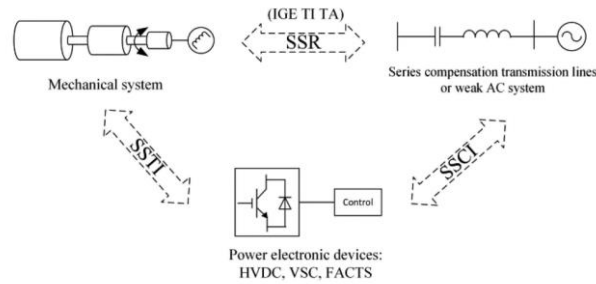 (IGE TI TA)
SSR
Mechanical system
Series compensation transmission lines
or weak AC system
SSTI
SSCI
Control
Power electronic devices:
HVDC, VSC, FACTS